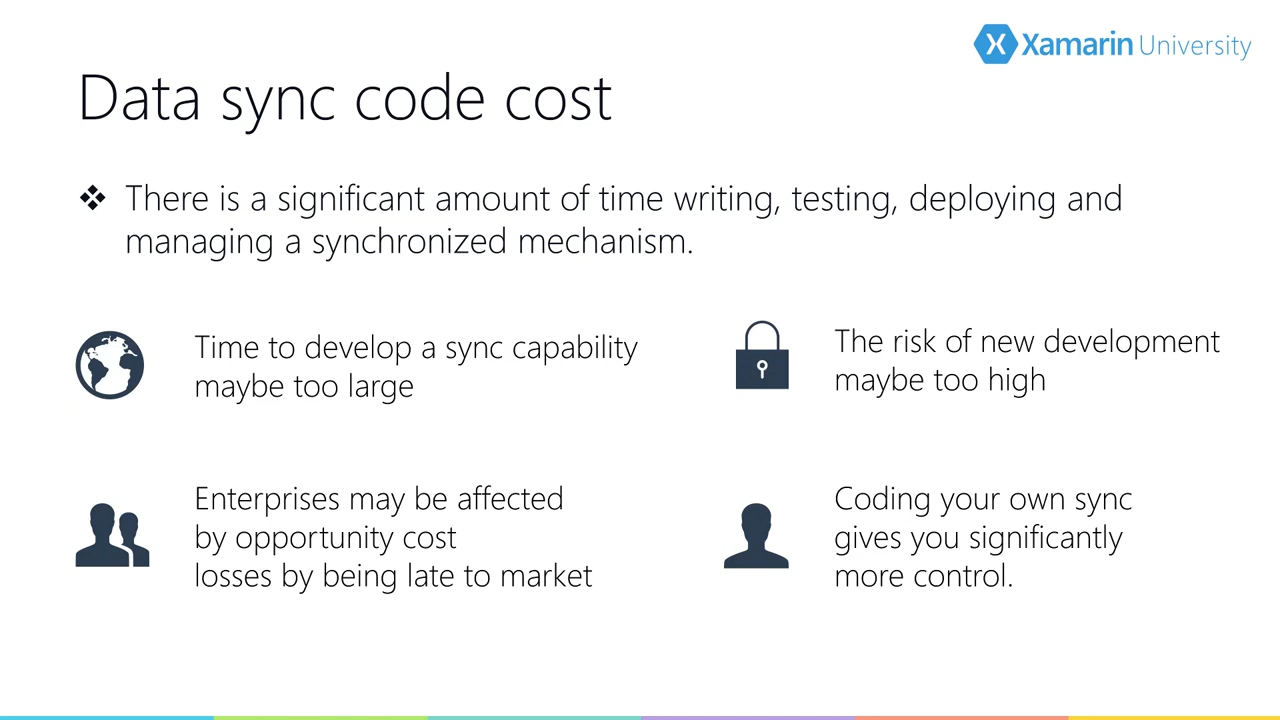 Xamarin University
Data sync code cost
There is a significant amount of time writing, testing, deploying and
managing a synchronized mechanism.
Time to develop a sync capability
maybe too large
The risk of new development
maybe too high
Enterprises may be affected
by opportunity cost
losses by being late to market
Coding your own sync
gives you significantly
more control.